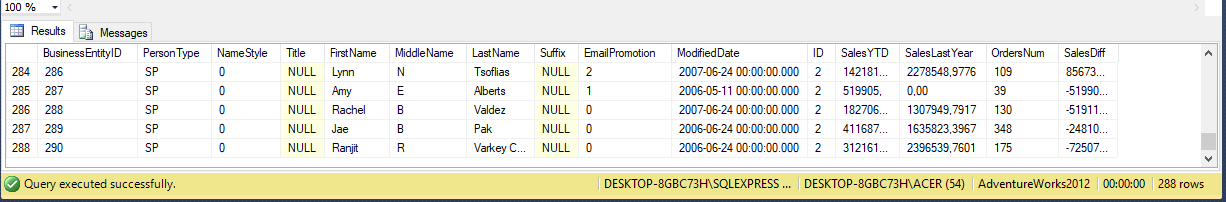 100 %
Results Messages
BusinessEntityID PersonType NameStyle Title FirstName MiddleName LastName Suffix EmailPromotion ModifiedDate ID SalesYTD SalesLastYear OrdersNum SalesDiff
284 286 SP 0 NULL Lynn N Tsoflias NULL 2 2007-06-24 00:00:00.000 2 142181... 2278548,9776 109 85673...
285 287 SP 0 NULL Amy E Alberts NULL 1 2006-05-11 00:00:00.000 2 519905, 0,00 39 -51990...
286 288 SP 0 NULL Rachel B Valdez NULL 0 2007-06-24 00:00:00.000 2 182706... 1307949,7917 130 -51911...
287 289 SP 0 NULL Jae B Pak NULL 0 2006-06-24 00:00:00.000 2 411687... 1635823,3967 348 -24810...
288 290 SP 0 NULL Ranjit R Varkey C... NULL 0 2006-06-24 00:00:00.000 2 312161... 2396539,7601 175 -72507...
Query executed successfully. DESKTOP-8GBC73H\SQLEXPRESS ... DESKTOP-8GBC73H\ACER (54) AdventureWorks2012 00:00:00 288 rows